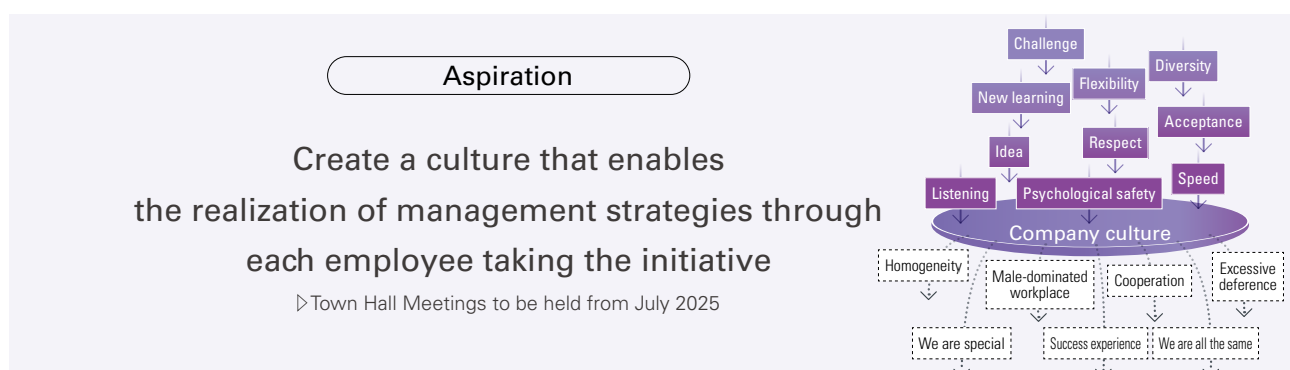 Aspiration
Create a culture that enables
the realization of management strategies through
each employee taking the initiative
▷Town Hall Meetings to be held from July 2025
Challenge
Diversity
Flexibility
New learning
Acceptance
Respect
Idea
Speed
Listening
Psychological safety
Company culture
Homogeneity
Male-dominated
workplace
Cooperation
Excessive
deference
We are special
Success experience
We are all the same